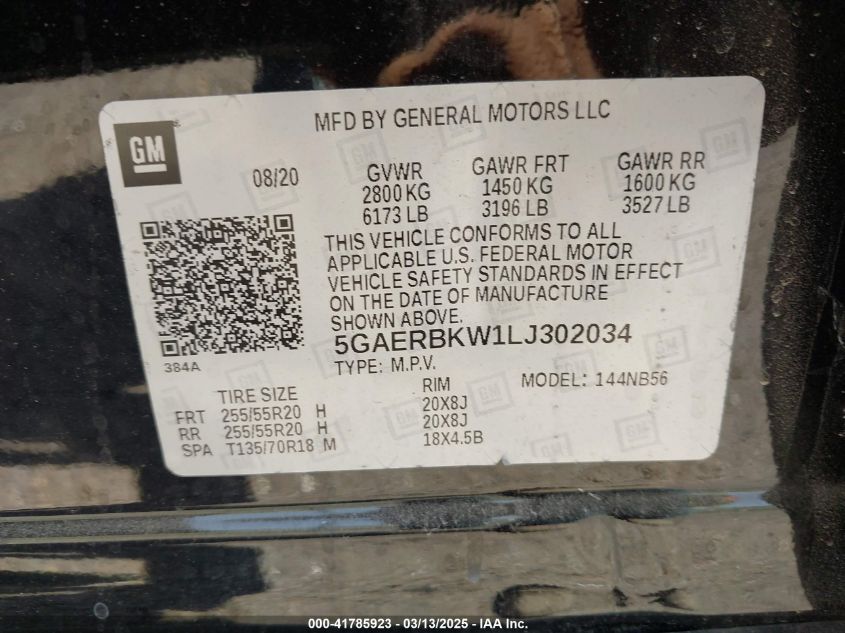 MFD BY GENERAL MOTORS LLC
GM
08/20
GVWR GAWR FRT GAWR RR
2800 KG 1450 KG 1600 KG
6173 LB 3196 LB 3527 LB
THIS VEHICLE CONFORMS TO ALL
APPLICABLE U.S. FEDERAL MOTOR
VEHICLE SAFETY STANDARDS IN EFFECT
ON THE DATE OF MANUFACTURE
SHOWN ABOVE.
384A
5GAERBKW1LJ302034
TYPE: M.P.V. MODEL: 144NB56
TIRE SIZE RIM
FRT 255/55R20 H 20X8J
RR 255/55R20 H 20X8J
SPA T135/70R18 M 18X4.5B
000-41785923 - 03/13/2025 - IAA Inc.